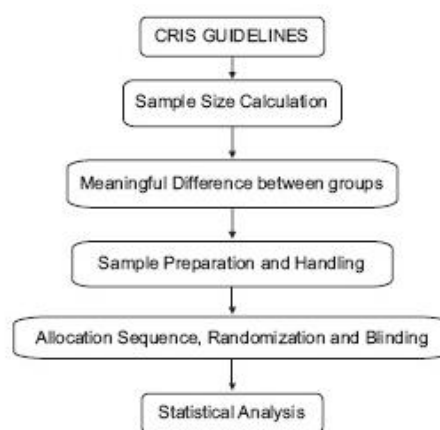 CRIS GUIDELINES
Sample Size Calculation
Meaningful Difference between groups
Sample Preparation and Handling
Allocation Sequence, Randomization and Blinding
Statistical Analysis